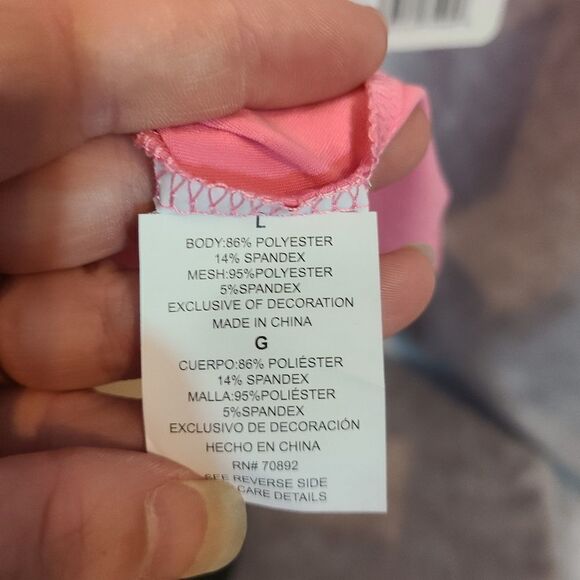 L
BODY:86% POLYESTER
14% SPANDEX
MESH:95%POLYESTER
5%SPANDEX
EXCLUSIVE OF DECORATION
MADE IN CHINA
G
CUERPO:86% POLIÉSTER
14% SPANDEX
MALLA:95%POLIÉSTER
5%SPANDEX
EXCLUSIVO DE DECORACIÓN
HECHO EN CHINA
RN# 70892
SEE REVERSE SIDE
CARE DETAILS